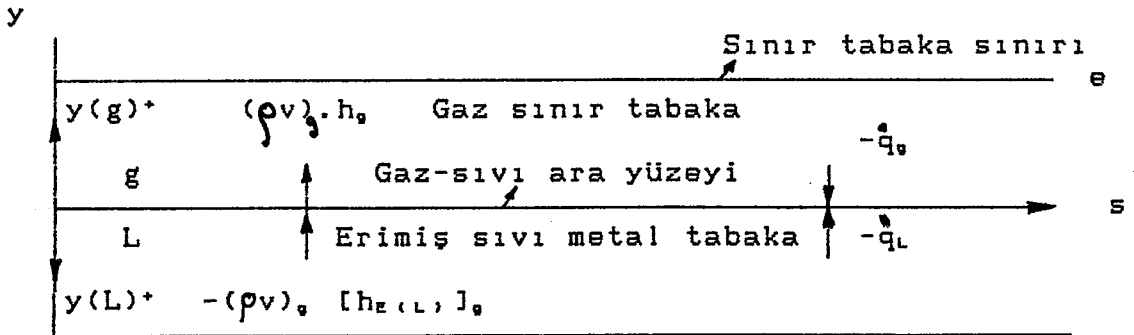 y
Sınır tabaka sınırı
e
y(g)⁺ (ρv)g.hg Gaz sınır tabaka
-q̇g
g Gaz-sıvı ara yüzeyi
s
L Erimiş sıvı metal tabaka -q̇L
y(L)⁺ -(ρv)g [hE(L)]g